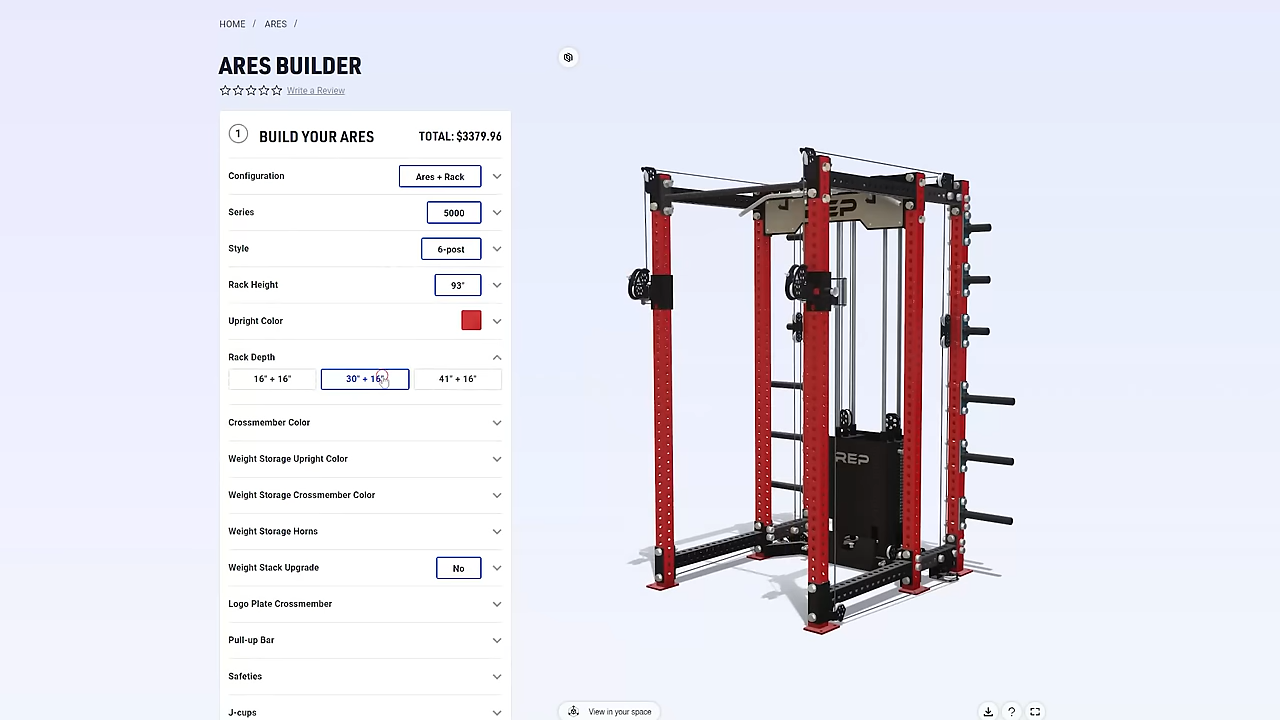 HOME / ARES /
ARES BUILDER
Write a Review
1 BUILD YOUR ARES TOTAL: $3379.96
Configuration Ares + Rack
Series 5000
Style 6-post
Rack Height 93"
Upright Color
Rack Depth
16" + 16" 30" + 16" 41" + 16"
Crossmember Color
Weight Storage Upright Color
Weight Storage Crossmember Color
Weight Storage Horns
Weight Stack Upgrade No
Logo Plate Crossmember
Pull-up Bar
Safeties
J-cups
REP
REP
View in your space
?